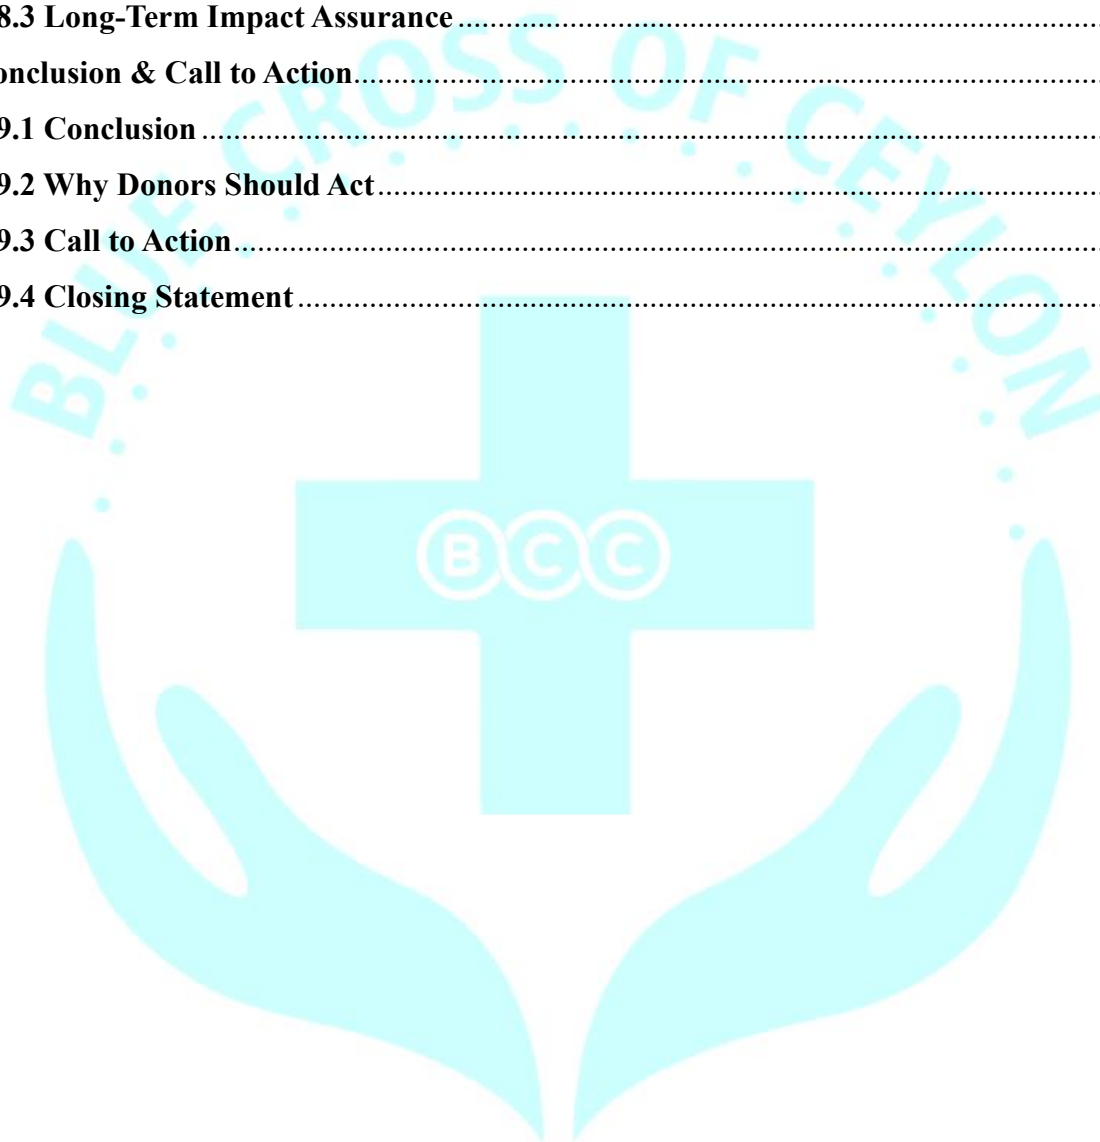 8.3 Long-Term Impact Assurance
onclusion & Call to Action
9.1 Conclusion
9.2 Why Donors Should Act
9.3 Call to Action
9.4 Closing Statement
BLUE CROSS OF CEYLON
BCC